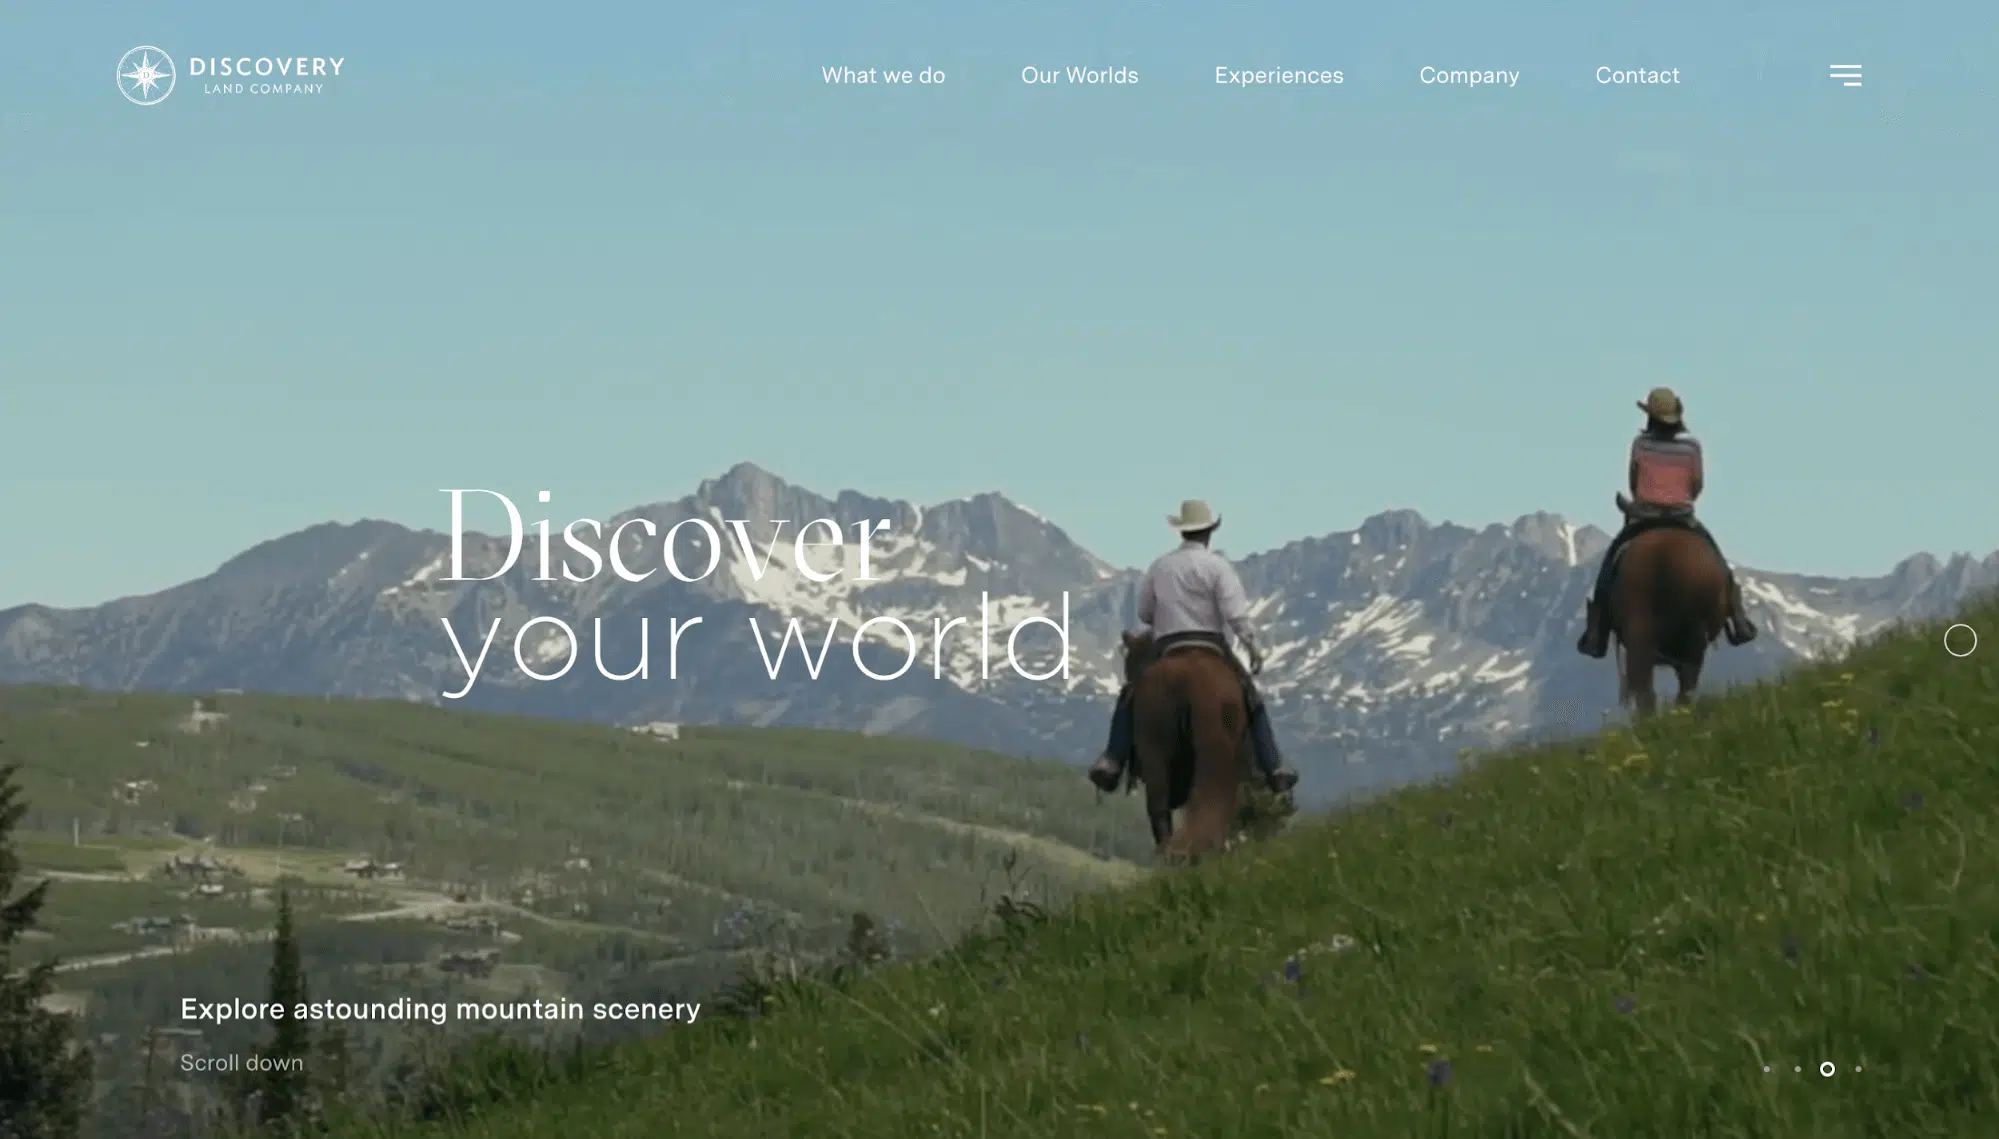 DISCOVERY
LAND COMPANY
What we do
Our Worlds
Experiences
Company
Contact
Discover
your world
Explore astounding mountain scenery
Scroll down